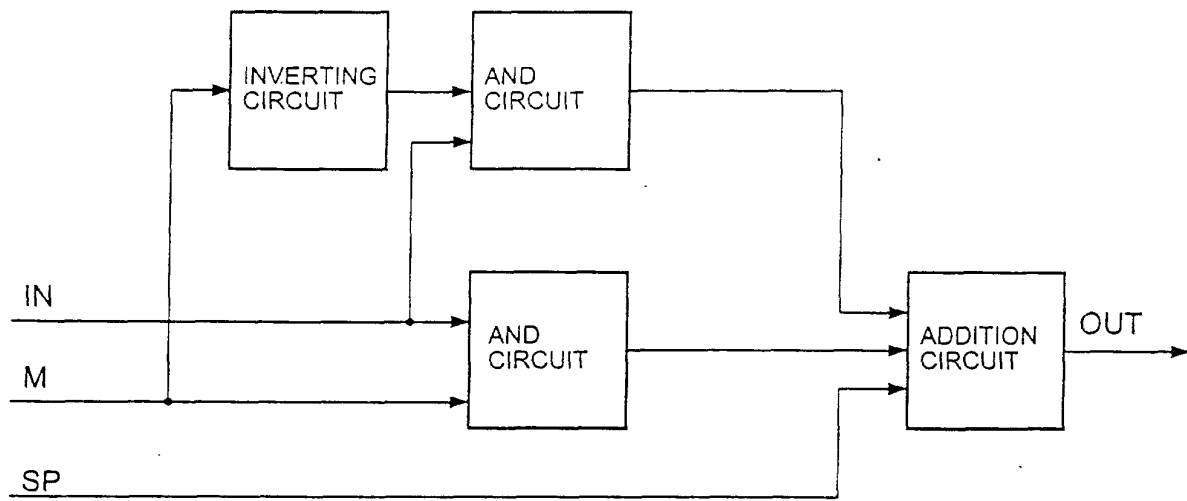 INVERTING
CIRCUIT
AND
CIRCUIT
IN
M
SP
AND
CIRCUIT
ADDITION
CIRCUIT
OUT